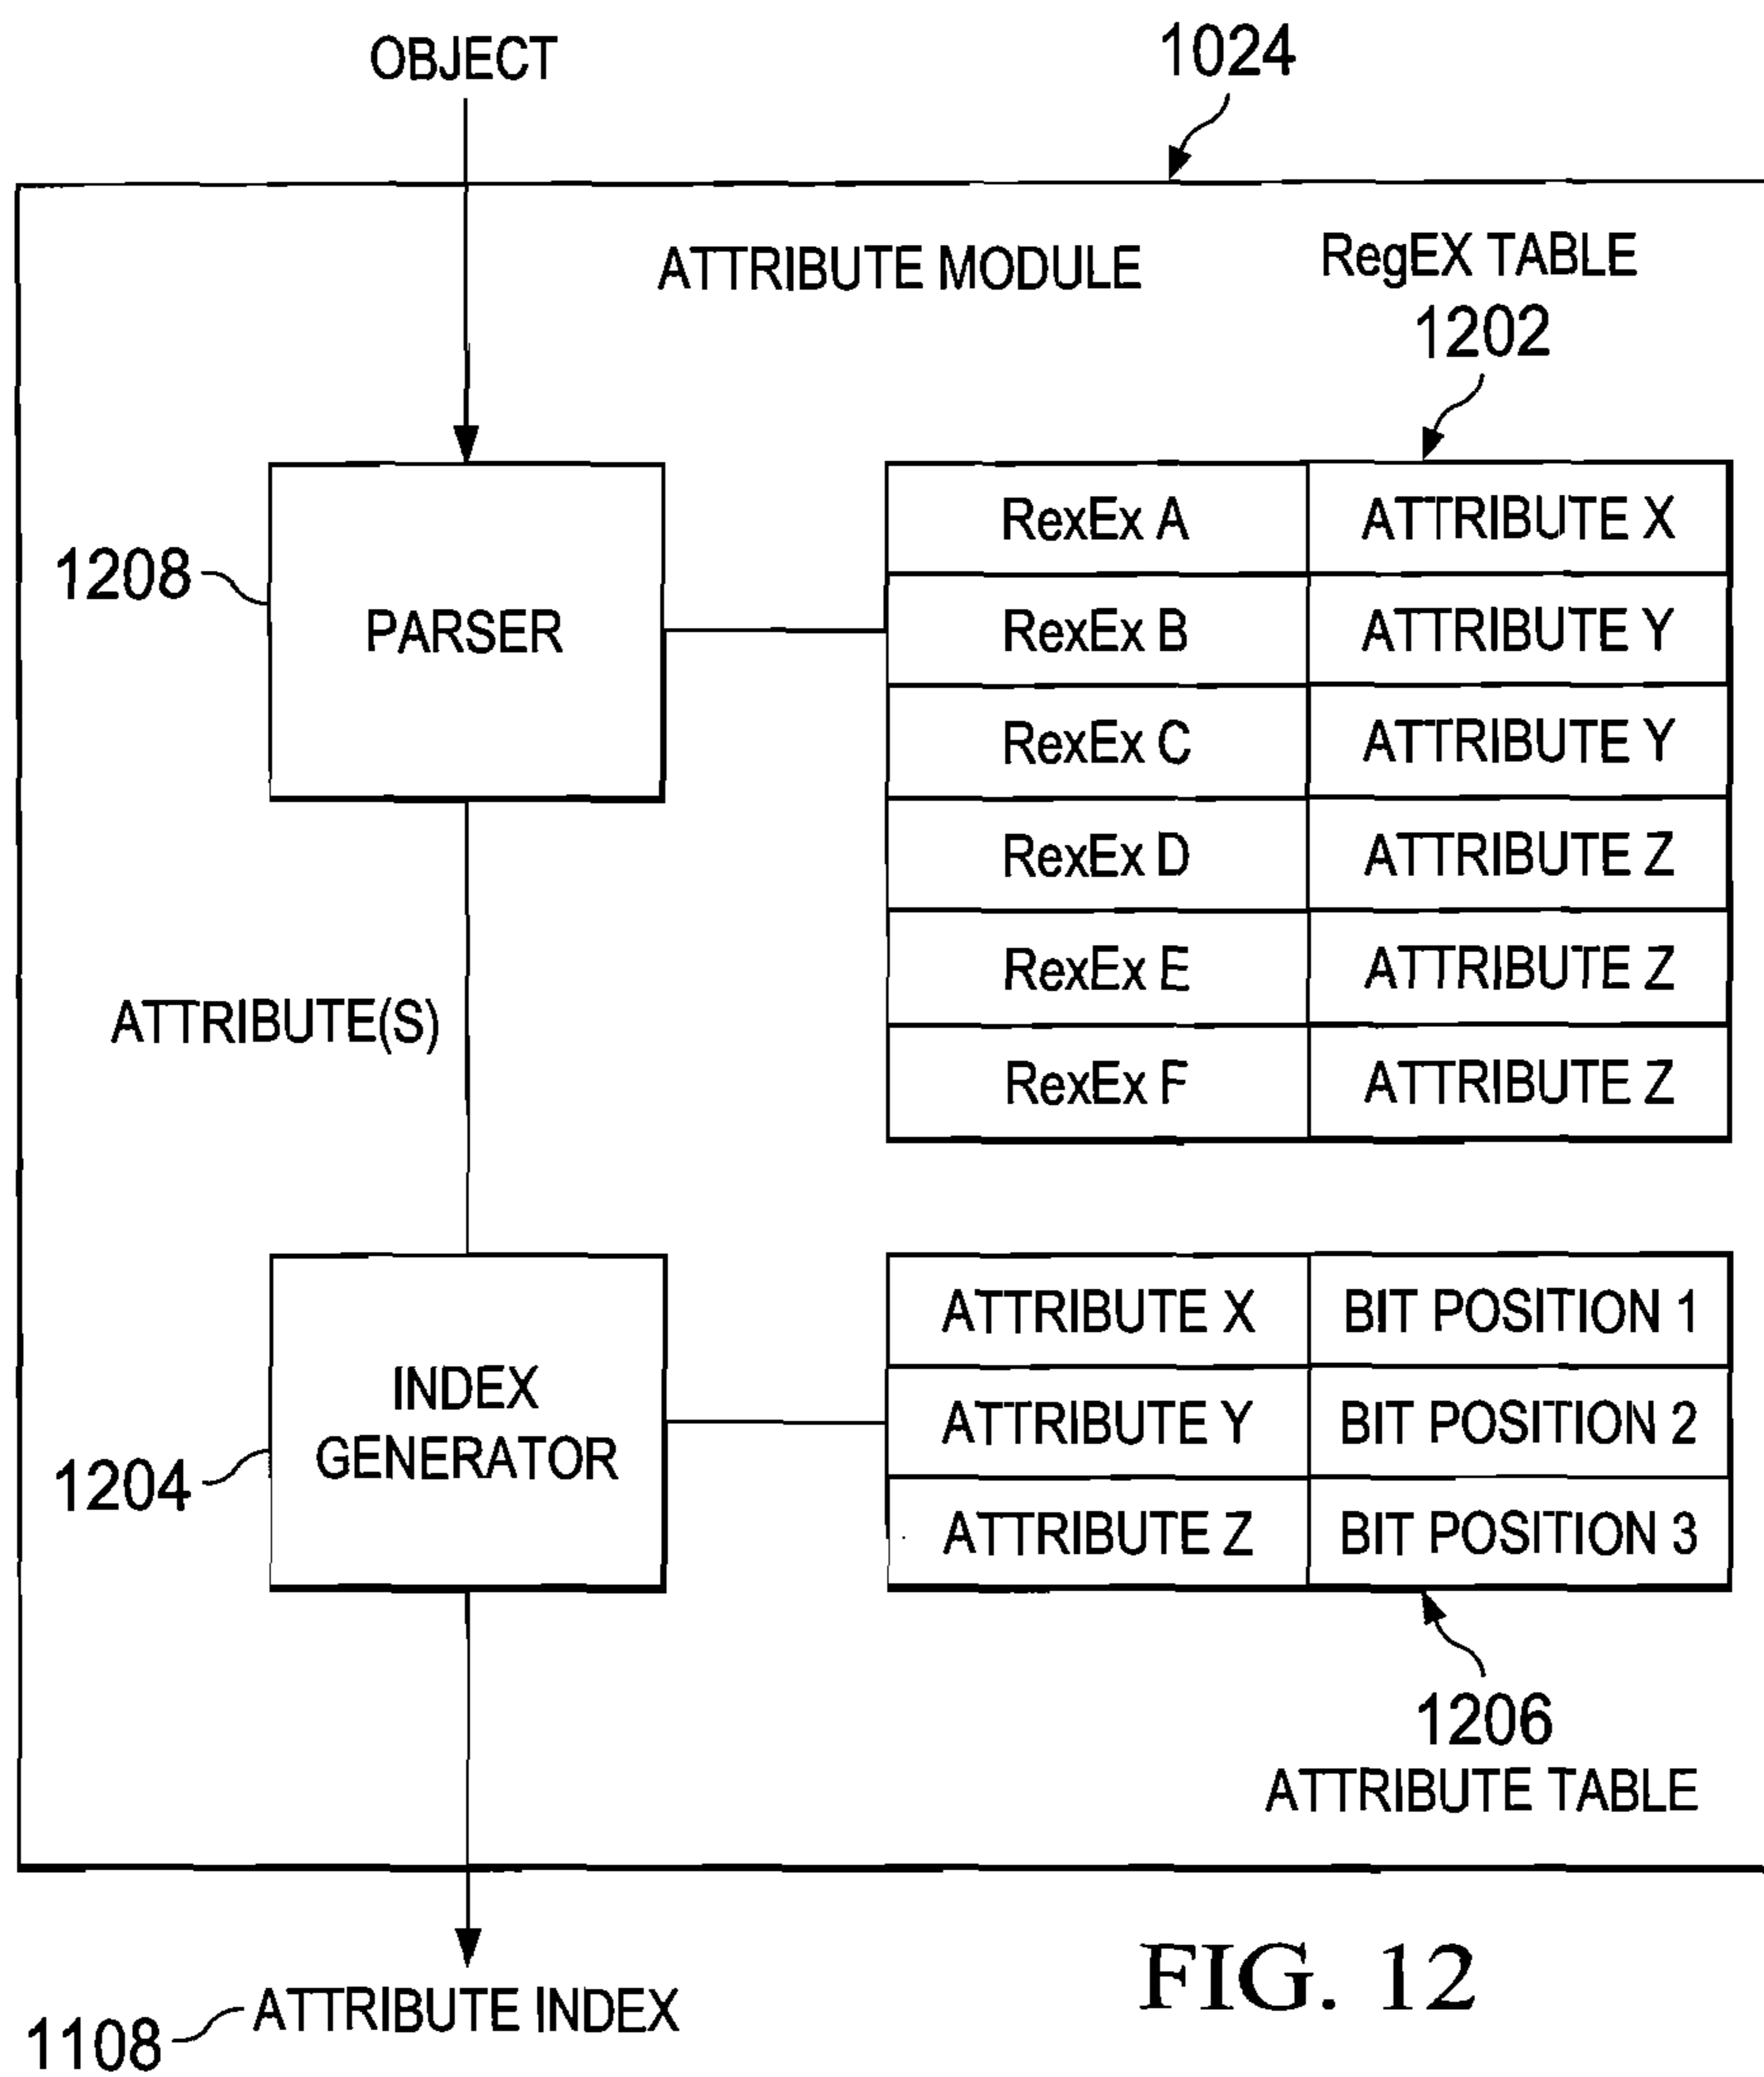 OBJECT
1024
ATTRIBUTE MODULE
RegEX TABLE
1202
1208
PARSER
RexEx A ATTRIBUTE X
RexEx B ATTRIBUTE Y
RexEx C ATTRIBUTE Y
RexEx D ATTRIBUTE Z
RexEx E ATTRIBUTE Z
RexEx F ATTRIBUTE Z
ATTRIBUTE(S)
1204
INDEX
GENERATOR
ATTRIBUTE X BIT POSITION 1
ATTRIBUTE Y BIT POSITION 2
ATTRIBUTE Z BIT POSITION 3
1206
ATTRIBUTE TABLE
1108
ATTRIBUTE INDEX
FIG. 12